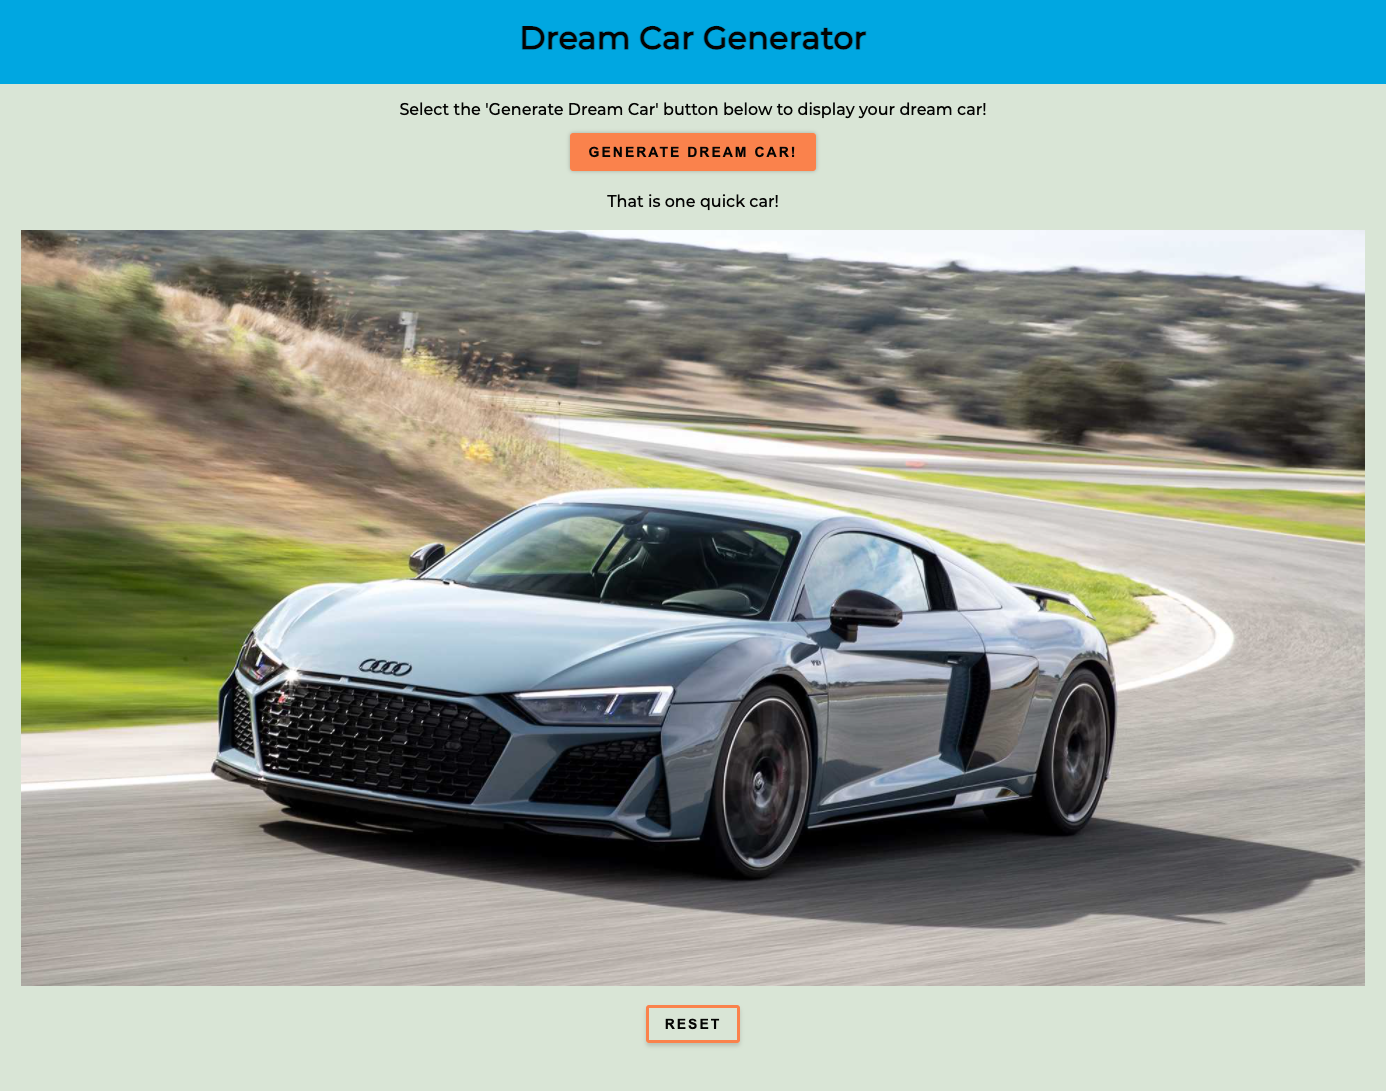 Dream Car Generator
Select the 'Generate Dream Car' button below to display your dream car!
GENERATE DREAM CAR!
That is one quick car!
RESET